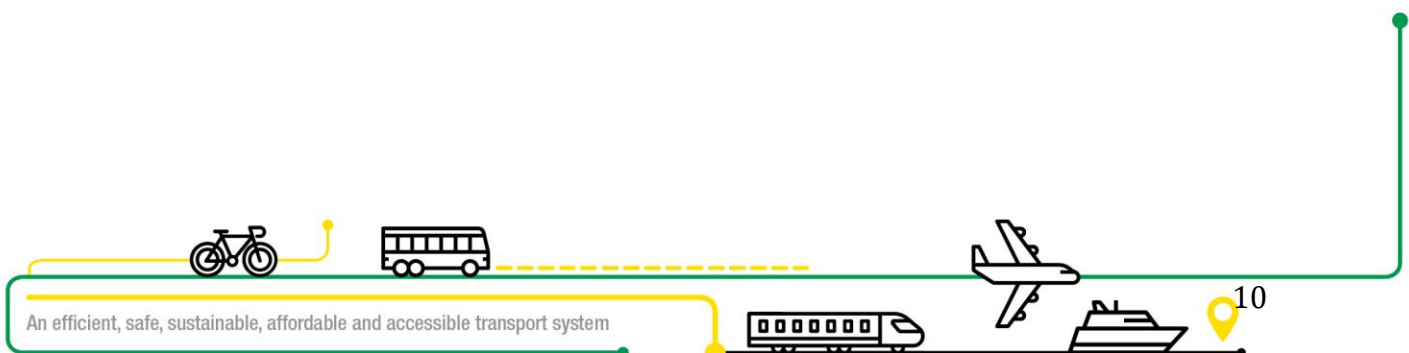 10
An efficient, safe, sustainable, affordable and accessible transport system